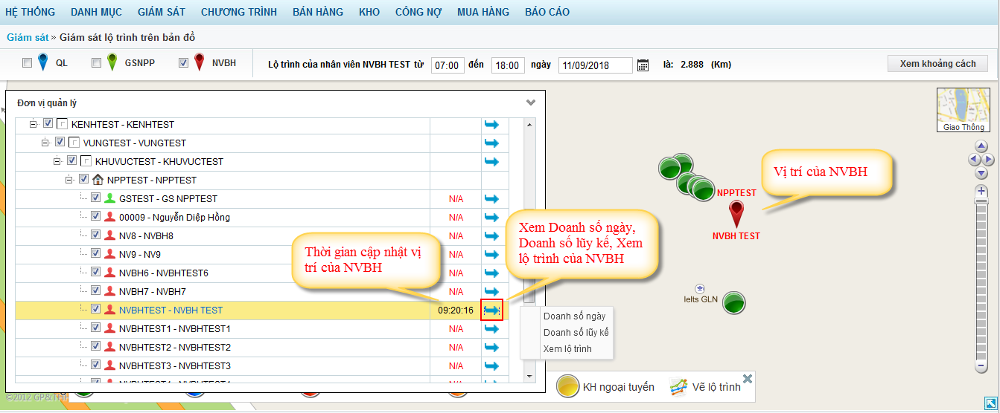 HỆ THỐNG DANH MỤC GIÁM SÁT CHƯƠNG TRÌNH BÁN HÀNG KHO CÔNG NỢ MUA HÀNG BÁO CÁO
Giám sát » Giám sát lộ trình trên bản đồ
QL GSNPP NVBH Lộ trình của nhân viên NVBH TEST từ 07:00 đến 18:00 ngày 11/09/2018 là: 2.888 (Km) Xem khoảng cách
Đơn vị quản lý
KENHTEST - KENHTEST
VUNGTEST - VUNGTEST
KHUVUCTEST - KHUVUCTEST
NPPTEST - NPPTEST
GSTEST - GS NPPTEST N/A
00009 - Nguyễn Diệp Hồng N/A
NV8 - NVBH8 N/A
NV9 - NV9
NVBH6 - NVBHTEST6
NVBH7 - NVBH7 N/A
NVBHTEST - NVBH TEST 09:20:16
NVBHTEST1 - NVBHTEST1 N/A
NVBHTEST2 - NVBHTEST2 N/A
NVBHTEST3 - NVBHTEST3 N/A
Thời gian cập nhật vị
trí của NVBH
Xem Doanh số ngày,
Doanh số lũy kế, Xem
lộ trình của NVBH
Doanh số ngày
Doanh số lũy kế
Xem lộ trình
Giao Thông
Vị trí của NVBH
NPPTEST
NVBH TEST
Ielts GLN
KH ngoại tuyến Vẽ lộ trình